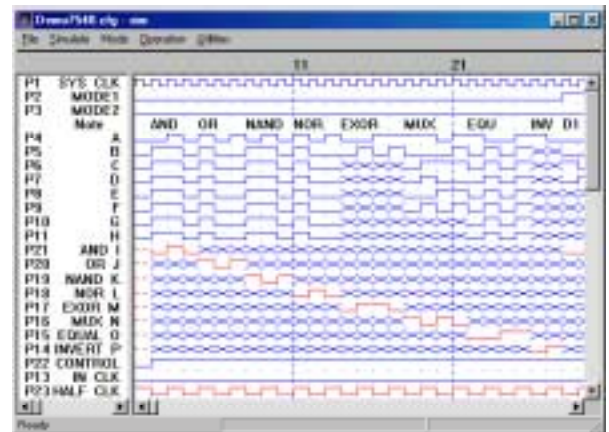 File Simulate Mode Operation Utilities
11 21
P1 SYS CLK
P2 MODE1
P3 MODE2
Note AND OR NAND NOR EXOR MUX EQU INV D1
P4 A
P5 B
P6 C
P7 D
P8 E
P9 F
P10 G
P11 H
P21 AND I
P20 OR J
P19 NAND K
P18 NOR L
P17 EXOR M
P16 MUX N
P15 EQUAL O
P14 INVERT P
P22 CONTROL
P13 IN CLK
P23 HALF CLK
Ready